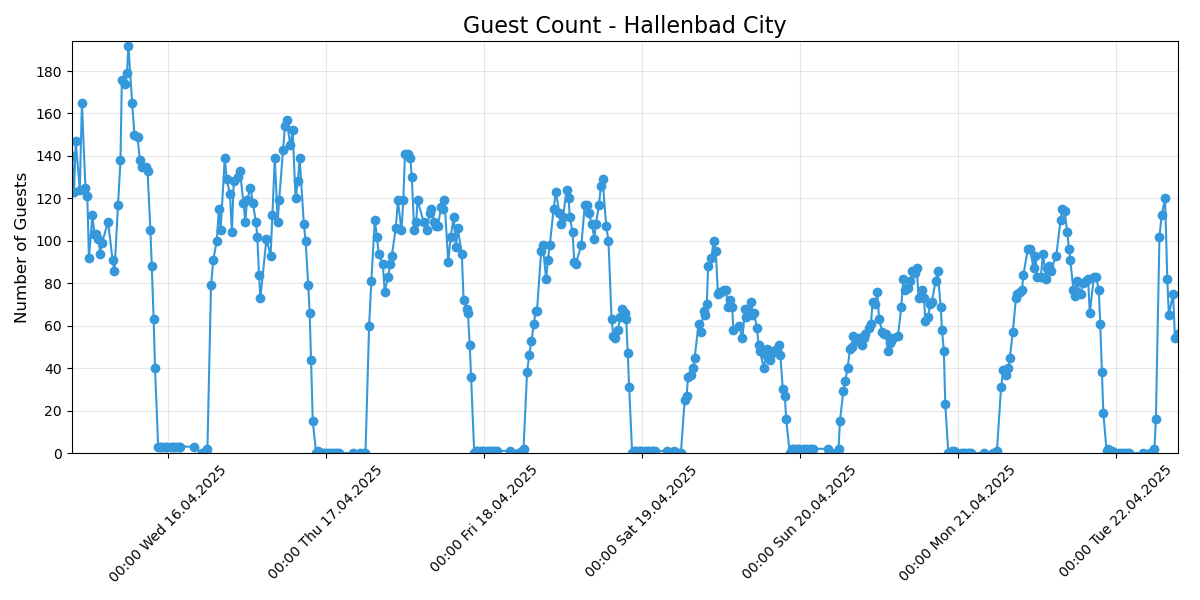 Guest Count - Hallenbad City
Number of Guests
180
160
140
120
100
80
60
40
20
0
00:00 Wed 16.04.2025
00:00 Thu 17.04.2025
00:00 Fri 18.04.2025
00:00 Sat 19.04.2025
00:00 Sun 20.04.2025
00:00 Mon 21.04.2025
00:00 Tue 22.04.2025